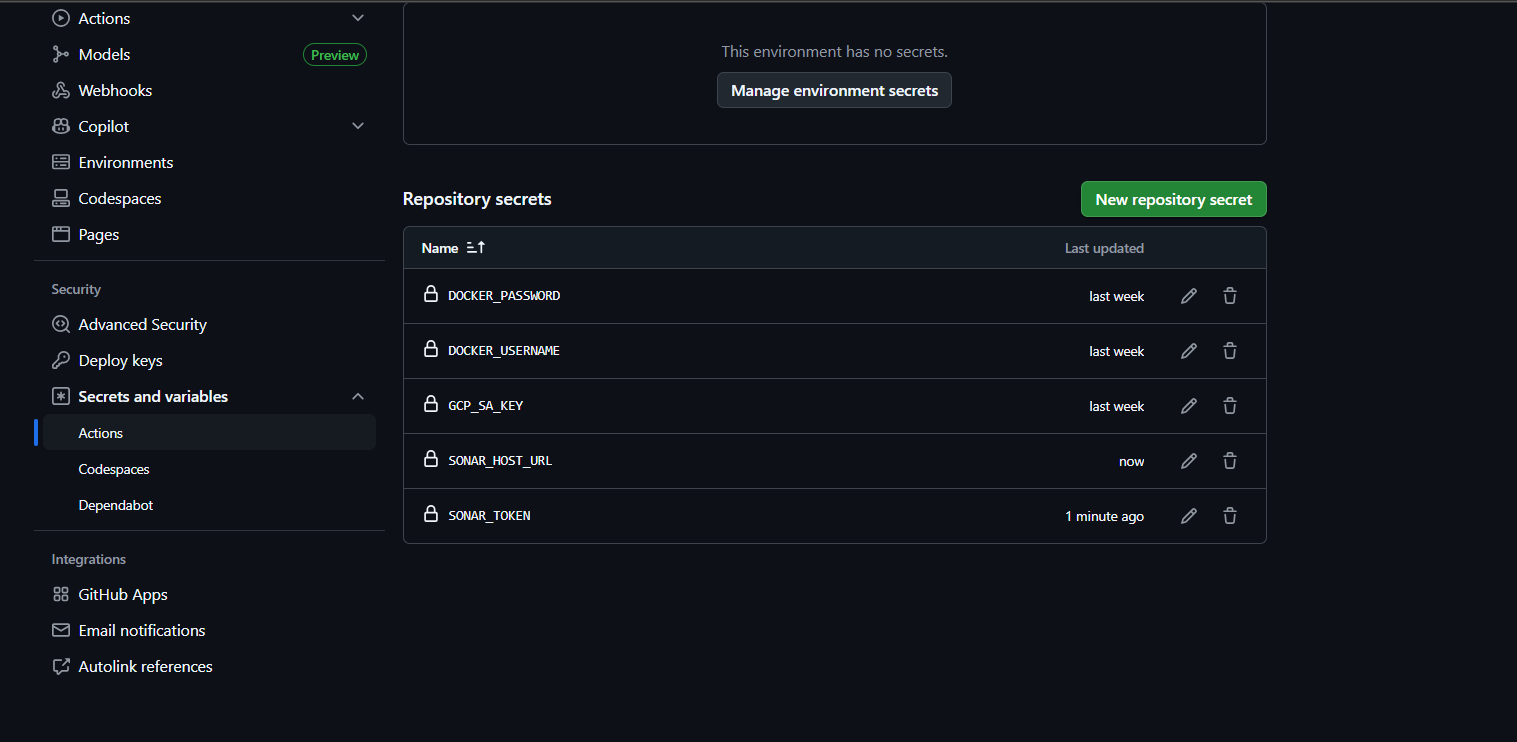 Actions
Models
Preview
Webhooks
Copilot
Environments
Codespaces
Pages
Security
Advanced Security
Deploy keys
Secrets and variables
Actions
Codespaces
Dependabot
Integrations
GitHub Apps
Email notifications
Autolink references
This environment has no secrets.
Manage environment secrets
Repository secrets
New repository secret
Name
Last updated
DOCKER_PASSWORD
last week
DOCKER_USERNAME
last week
GCP_SA_KEY
last week
SONAR_HOST_URL
now
SONAR_TOKEN
1 minute ago